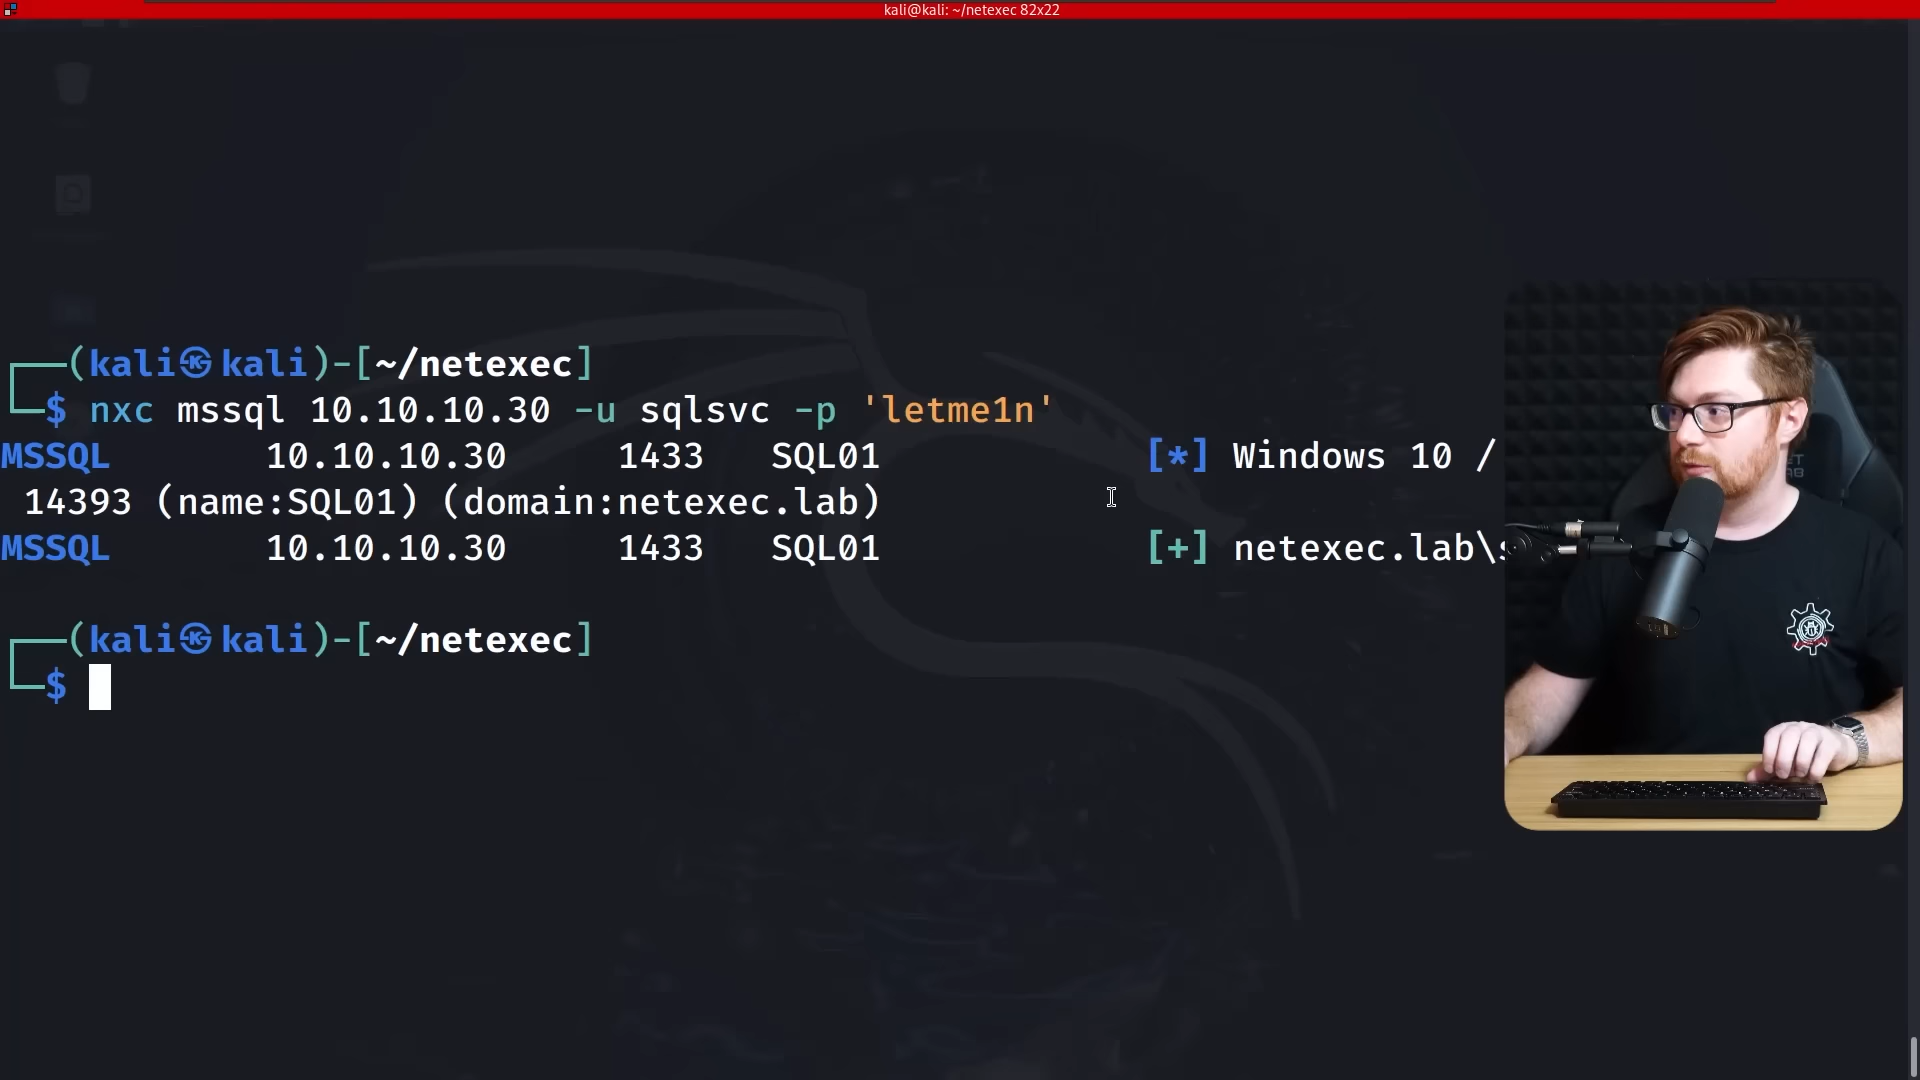 kali@kali: ~/netexec 82x22
(kali㉿kali)-[~/netexec]
$ nxc mssql 10.10.10.30 -u sqlsvc -p 'letme1n'
MSSQL 10.10.10.30 1433 SQL01 [*] Windows 10 /
14393 (name:SQL01) (domain:netexec.lab)
MSSQL 10.10.10.30 1433 SQL01 [+] netexec.lab\s
(kali㉿kali)-[~/netexec]
$